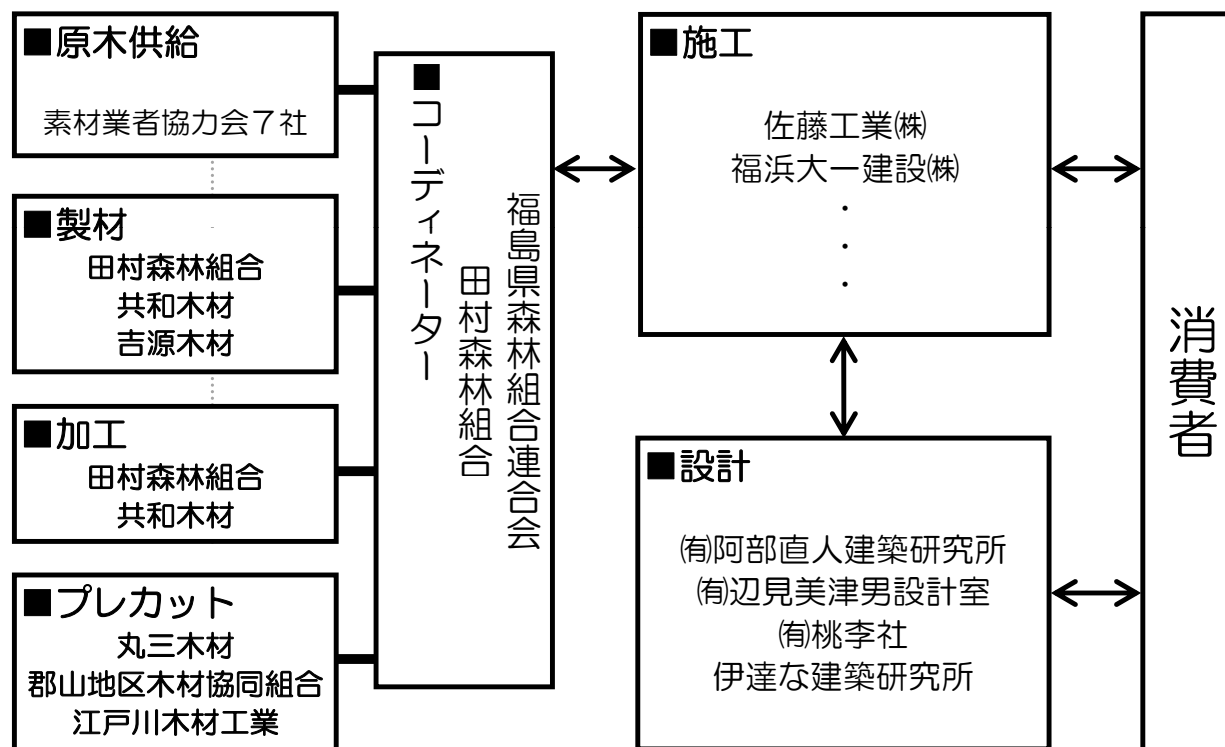 ■原木供給
素材業者協力会７社
■製材
田村森林組合
共和木材
吉源木材
■加工
田村森林組合
共和木材
■プレカット
丸三木材
郡山地区木材協同組合
江戸川木材工業
■コーディネーター
田村森林組合
福島県森林組合連合会
■施工
佐藤工業㈱
福浜大一建設㈱
・
・
・
■設計
㈲阿部直人建築研究所
㈲辺見美津男設計室
㈲桃李社
伊達な建築研究所
消費者